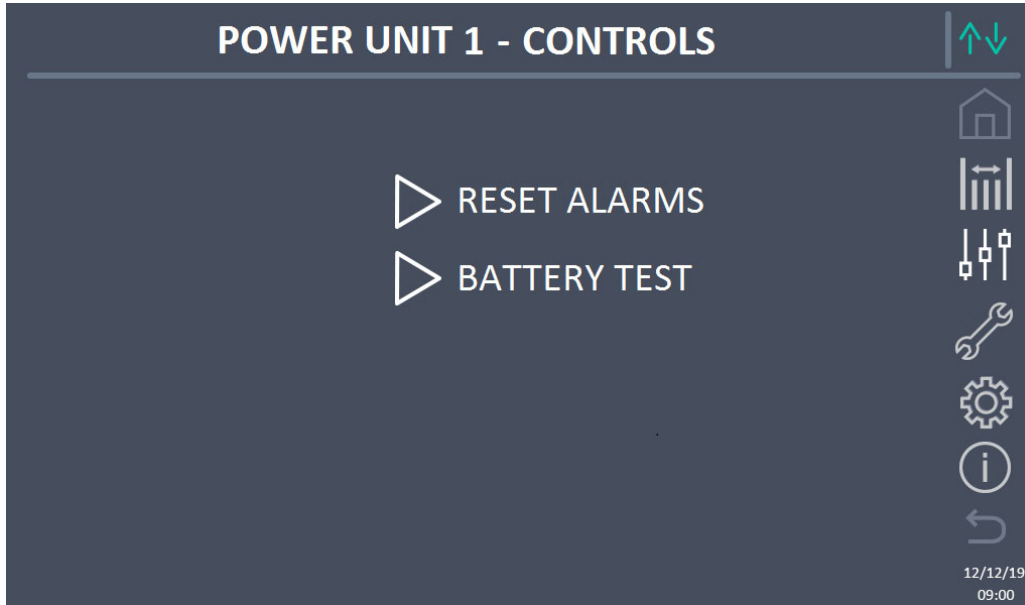 POWER UNIT 1 - CONTROLS
RESET ALARMS
BATTERY TEST
i
12/12/19
09:00